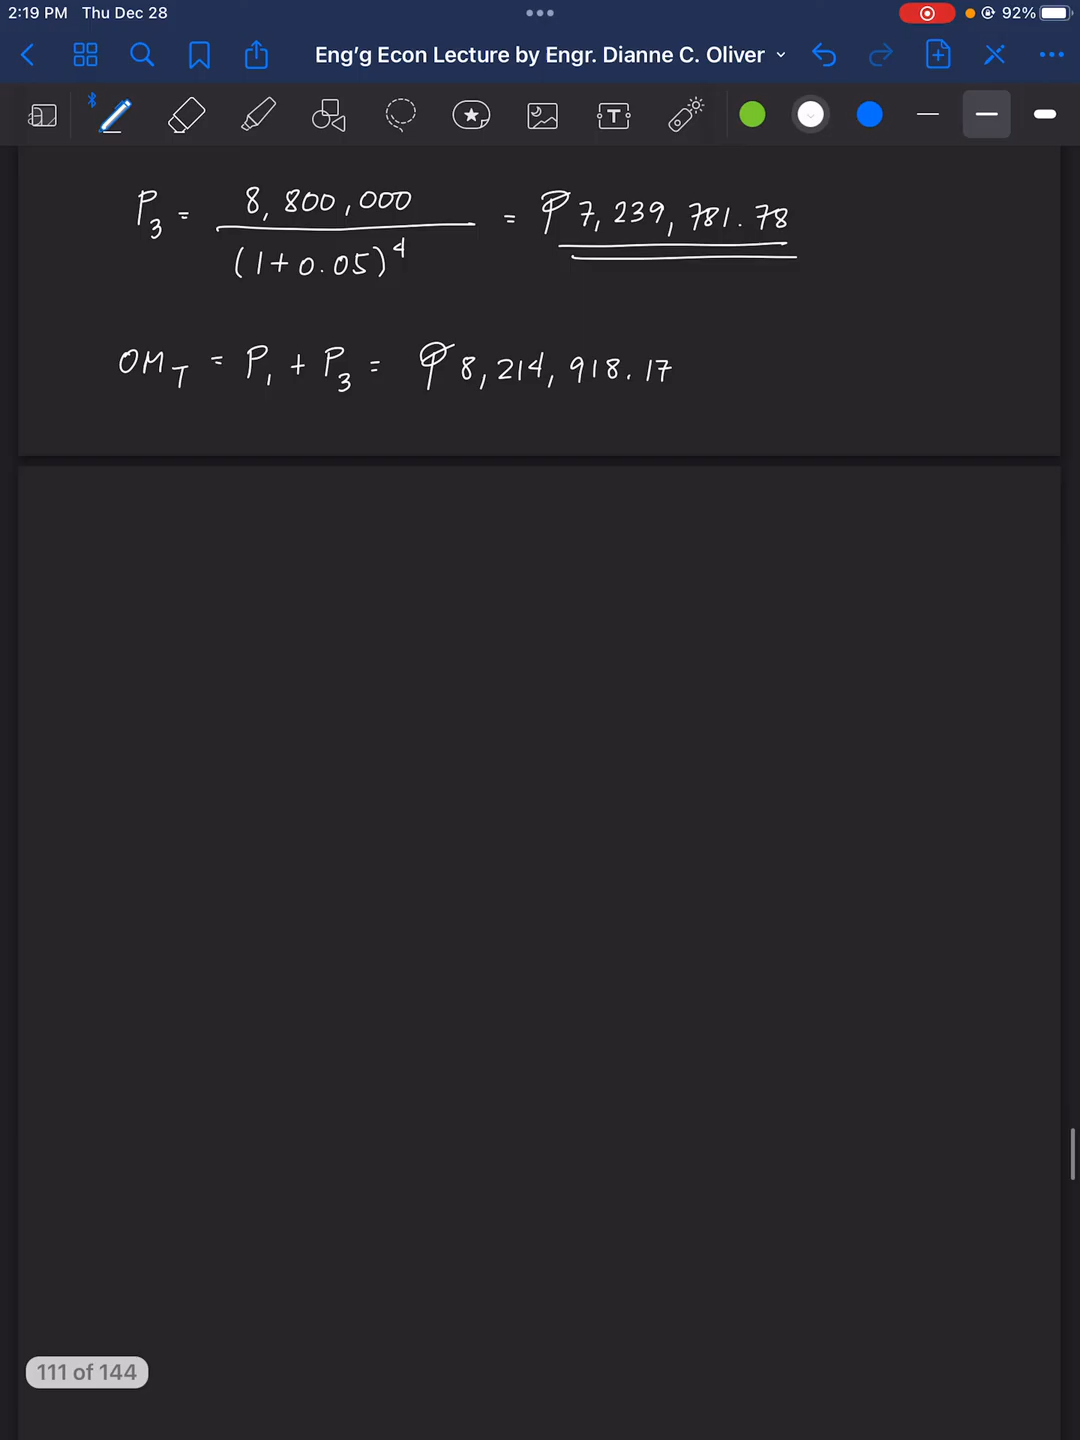 2:19 PM Thu Dec 28 92%
Eng'g Econ Lecture by Engr. Dianne C. Oliver
T
P₃ = 8,800,000 / (1+0.05)⁴ = ₱7,239,781.78
OM_T = P₁ + P₃ = ₱8,214,918.17
111 of 144